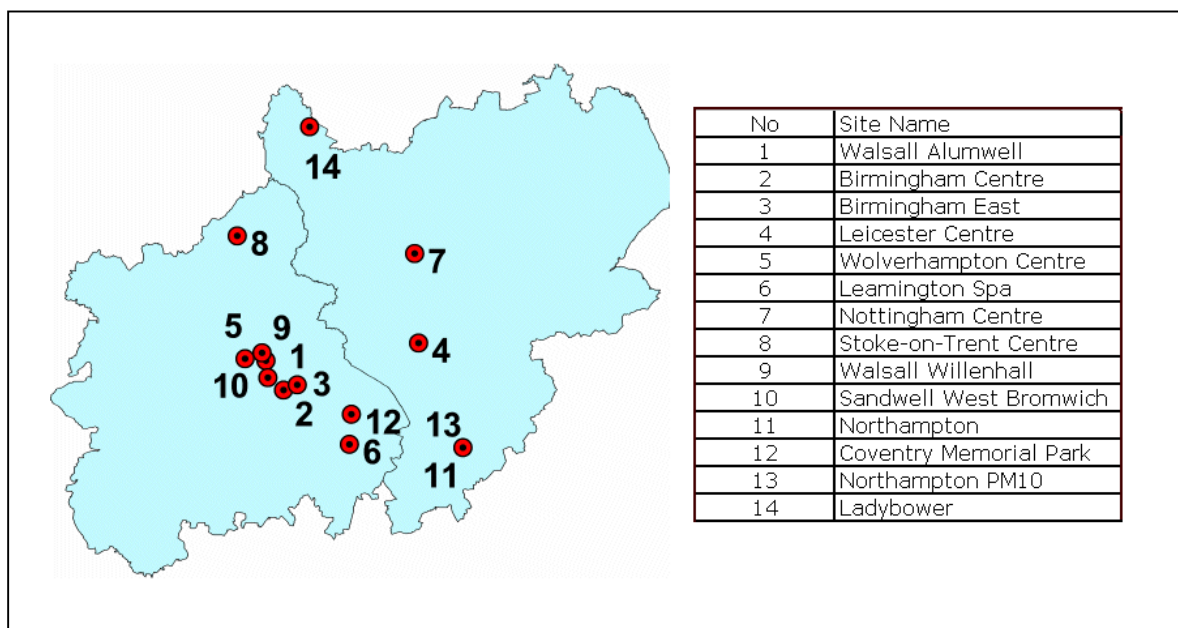 14
8
7
5 9
4
1
10
3
2
12
13
6
11
No Site Name
1 Walsall Alumwell
2 Birmingham Centre
3 Birmingham East
4 Leicester Centre
5 Wolverhampton Centre
6 Leamington Spa
7 Nottingham Centre
8 Stoke-on-Trent Centre
9 Walsall Willenhall
10 Sandwell West Bromwich
11 Northampton
12 Coventry Memorial Park
13 Northampton PM10
14 Ladybower